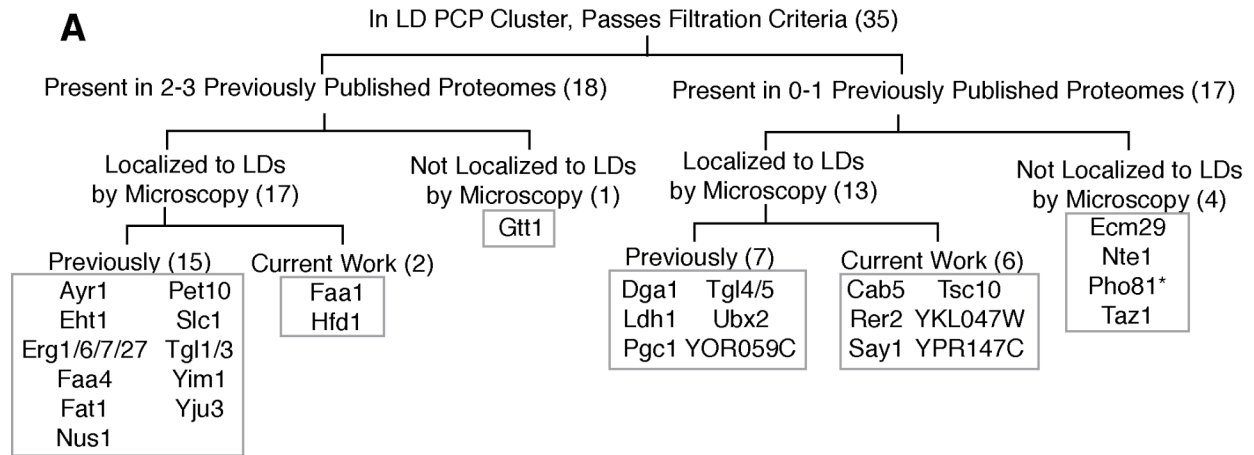 A
In LD PCP Cluster, Passes Filtration Criteria (35)
Present in 2-3 Previously Published Proteomes (18)
Present in 0-1 Previously Published Proteomes (17)
Localized to LDs
by Microscopy (17)
Not Localized to LDs
by Microscopy (1)
Gtt1
Previously (15)
Ayr1 Pet10
Eht1 Slc1
Erg1/6/7/27 Tgl1/3
Faa4 Yim1
Fat1 Yju3
Nus1
Current Work (2)
Faa1
Hfd1
Localized to LDs
by Microscopy (13)
Not Localized to LDs
by Microscopy (4)
Ecm29
Nte1
Pho81*
Taz1
Previously (7)
Dga1 Tgl4/5
Ldh1 Ubx2
Pgc1 YOR059C
Current Work (6)
Cab5 Tsc10
Rer2 YKL047W
Say1 YPR147C